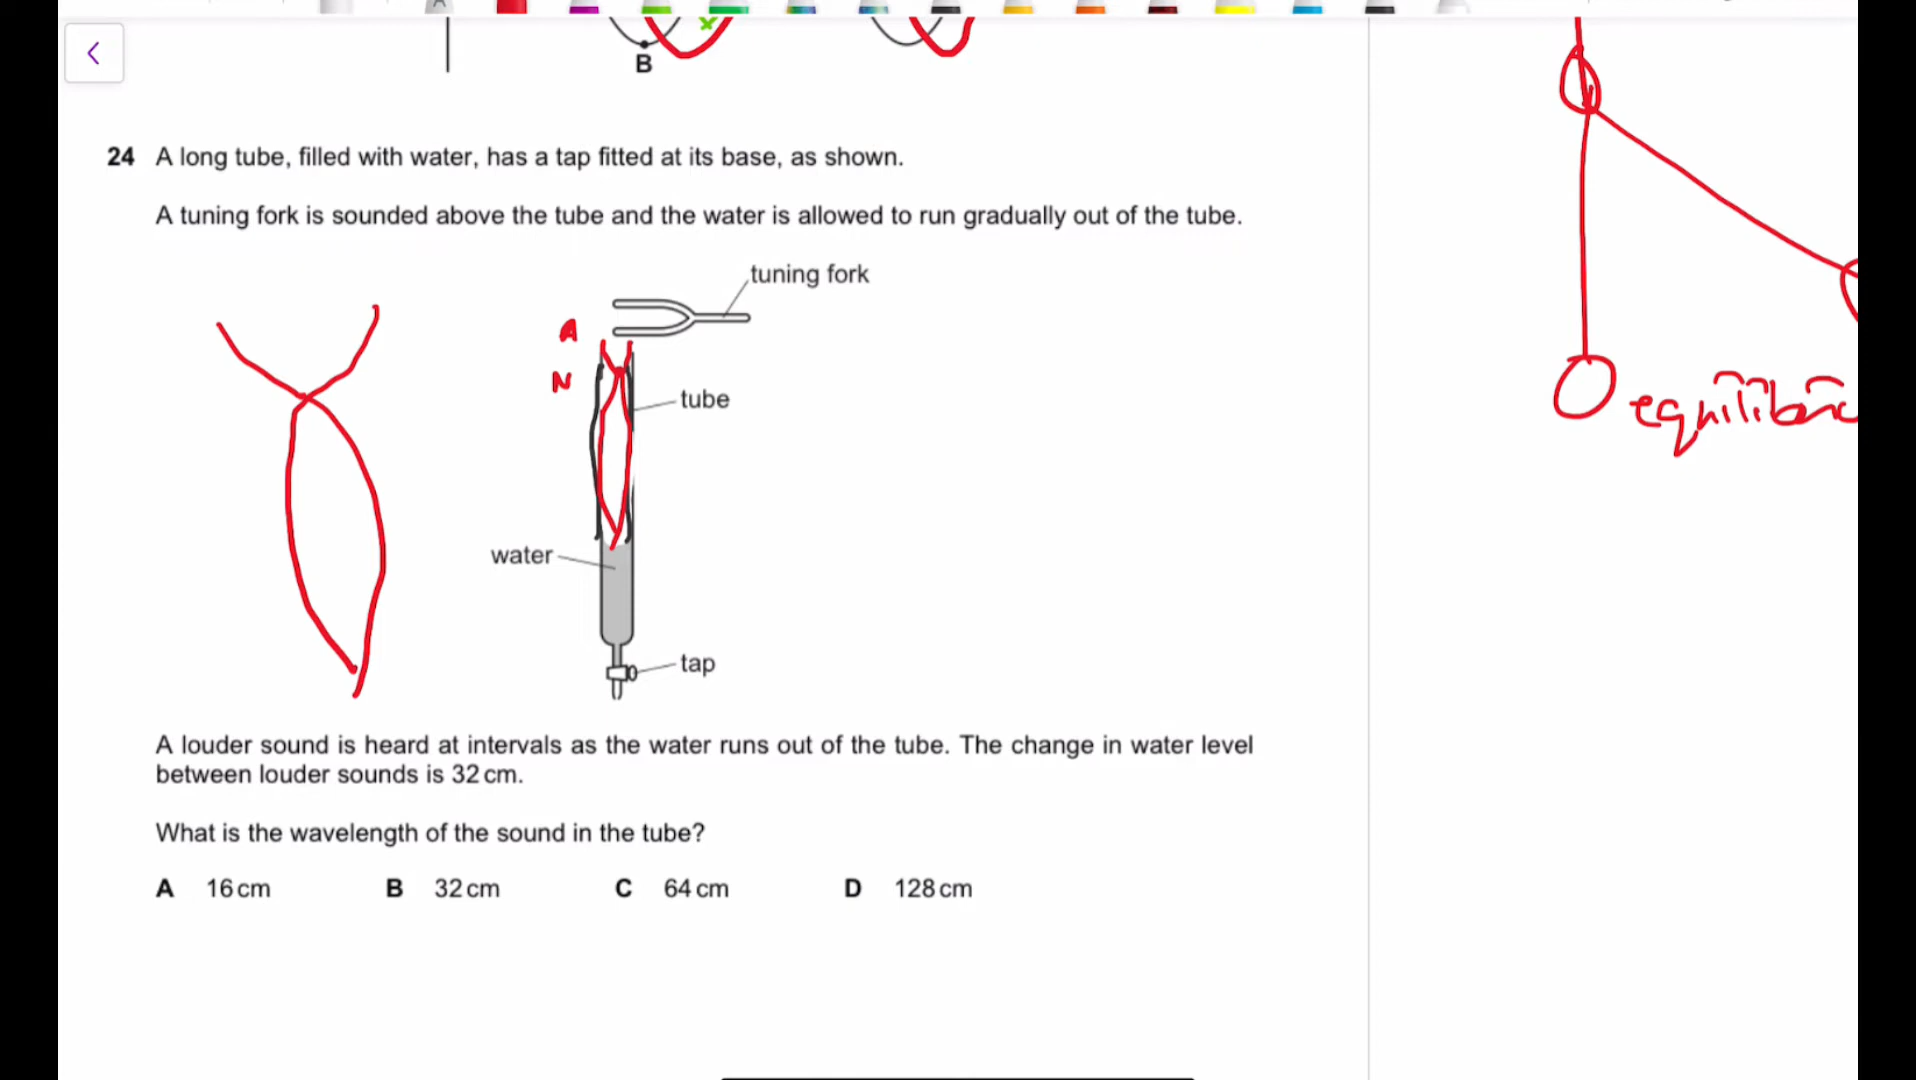 B
24 A long tube, filled with water, has a tap fitted at its base, as shown.
A tuning fork is sounded above the tube and the water is allowed to run gradually out of the tube.
tuning fork
A
N
tube
water
tap
A louder sound is heard at intervals as the water runs out of the tube. The change in water level
between louder sounds is 32 cm.
What is the wavelength of the sound in the tube?
A 16 cm B 32 cm C 64 cm D 128 cm